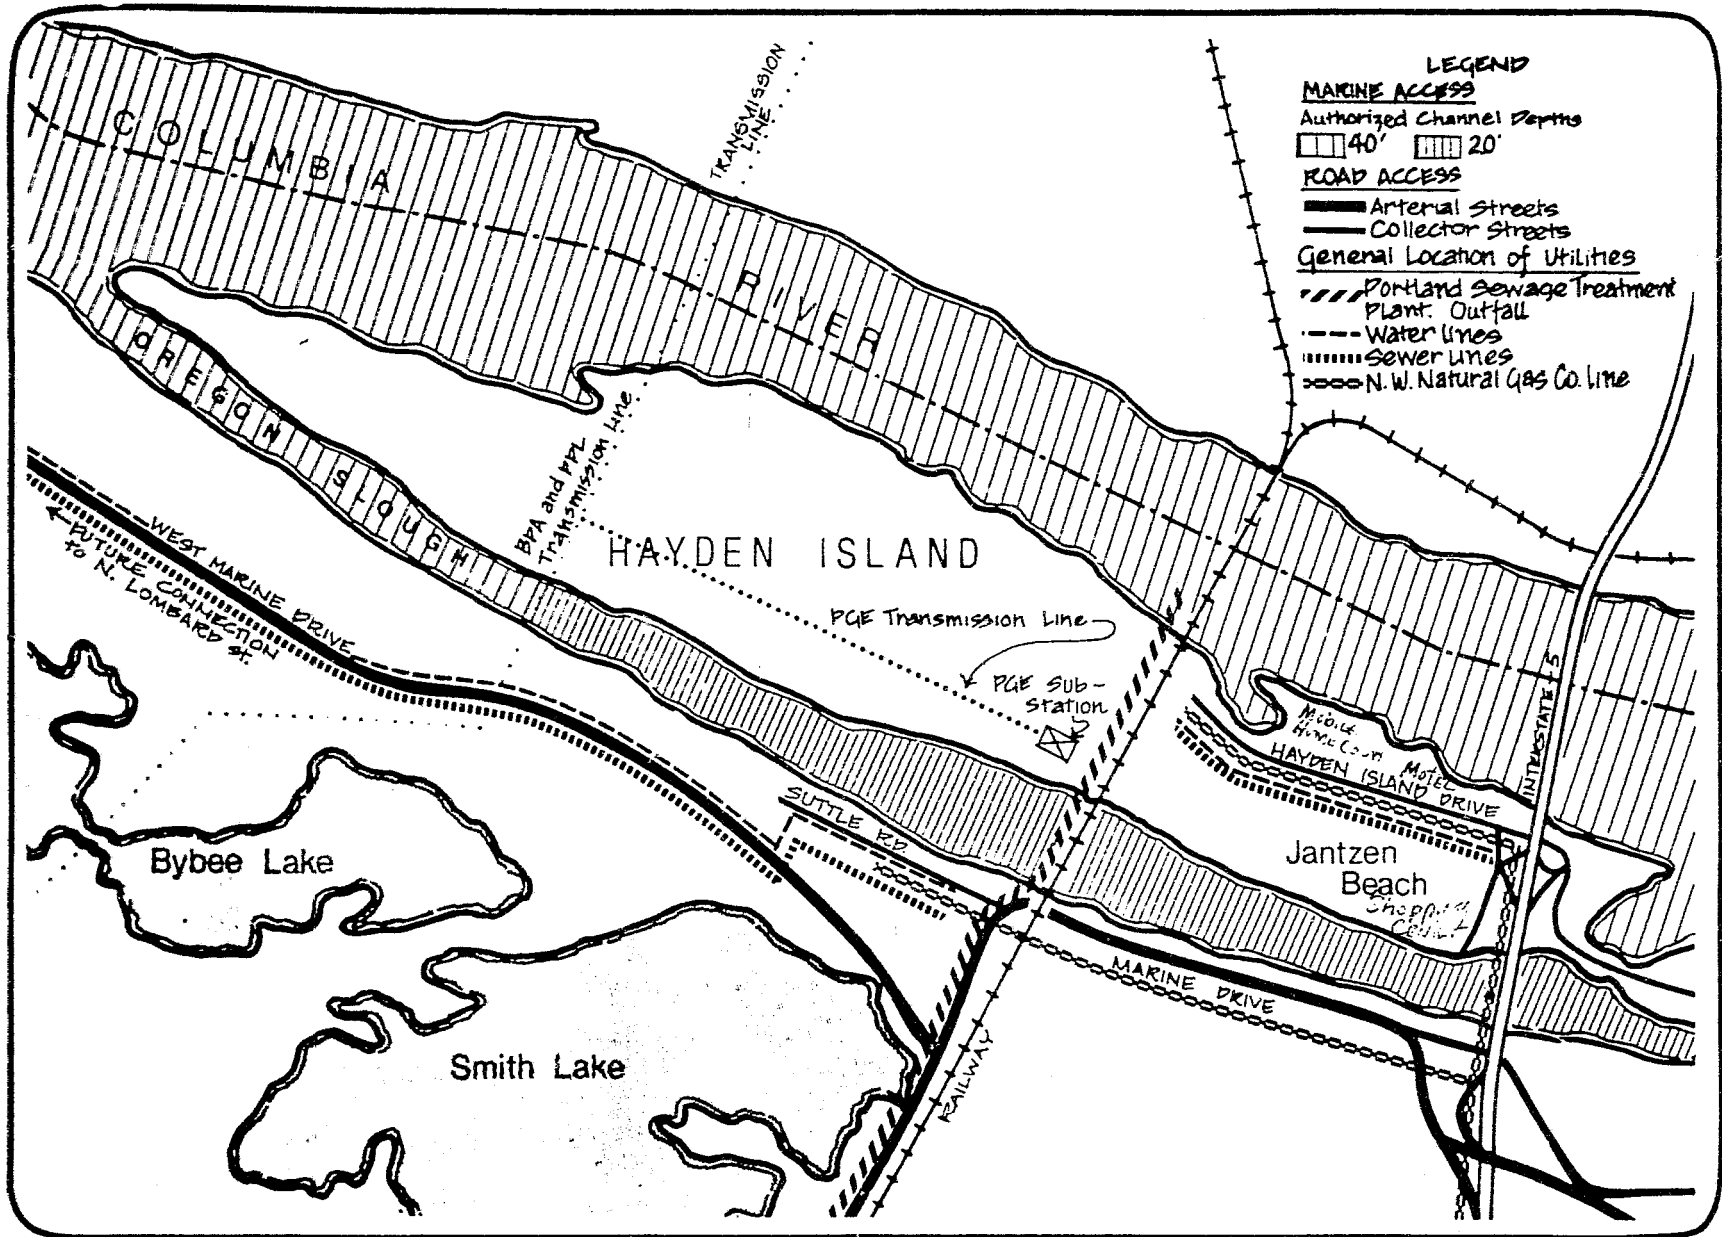 LEGEND
MARINE ACCESS
Authorized Channel Depths
40' 20'
ROAD ACCESS
Arterial Streets
Collector Streets
General Location of Utilities
Portland Sewage Treatment
Plant. Outfall
Water lines
Sewer Lines
N.W. Natural Gas Co. line
TRANSMISSION
LINE
COLUMBIA
RIVER
OREGON
SLOUGH
BPA and PPL
Transmission Line
HAYDEN ISLAND
WEST MARINE DRIVE
FUTURE CONNECTION
to N. LOMBARD St.
PGE Transmission Line
PGE Sub-
Station
Mobile
Home Court
Motel
HAYDEN ISLAND DRIVE
INTERSTATE - 5
SUTTLE RD.
Jantzen
Beach
Shopping
Center
Bybee Lake
MARINE DRIVE
Smith Lake
RAILWAY